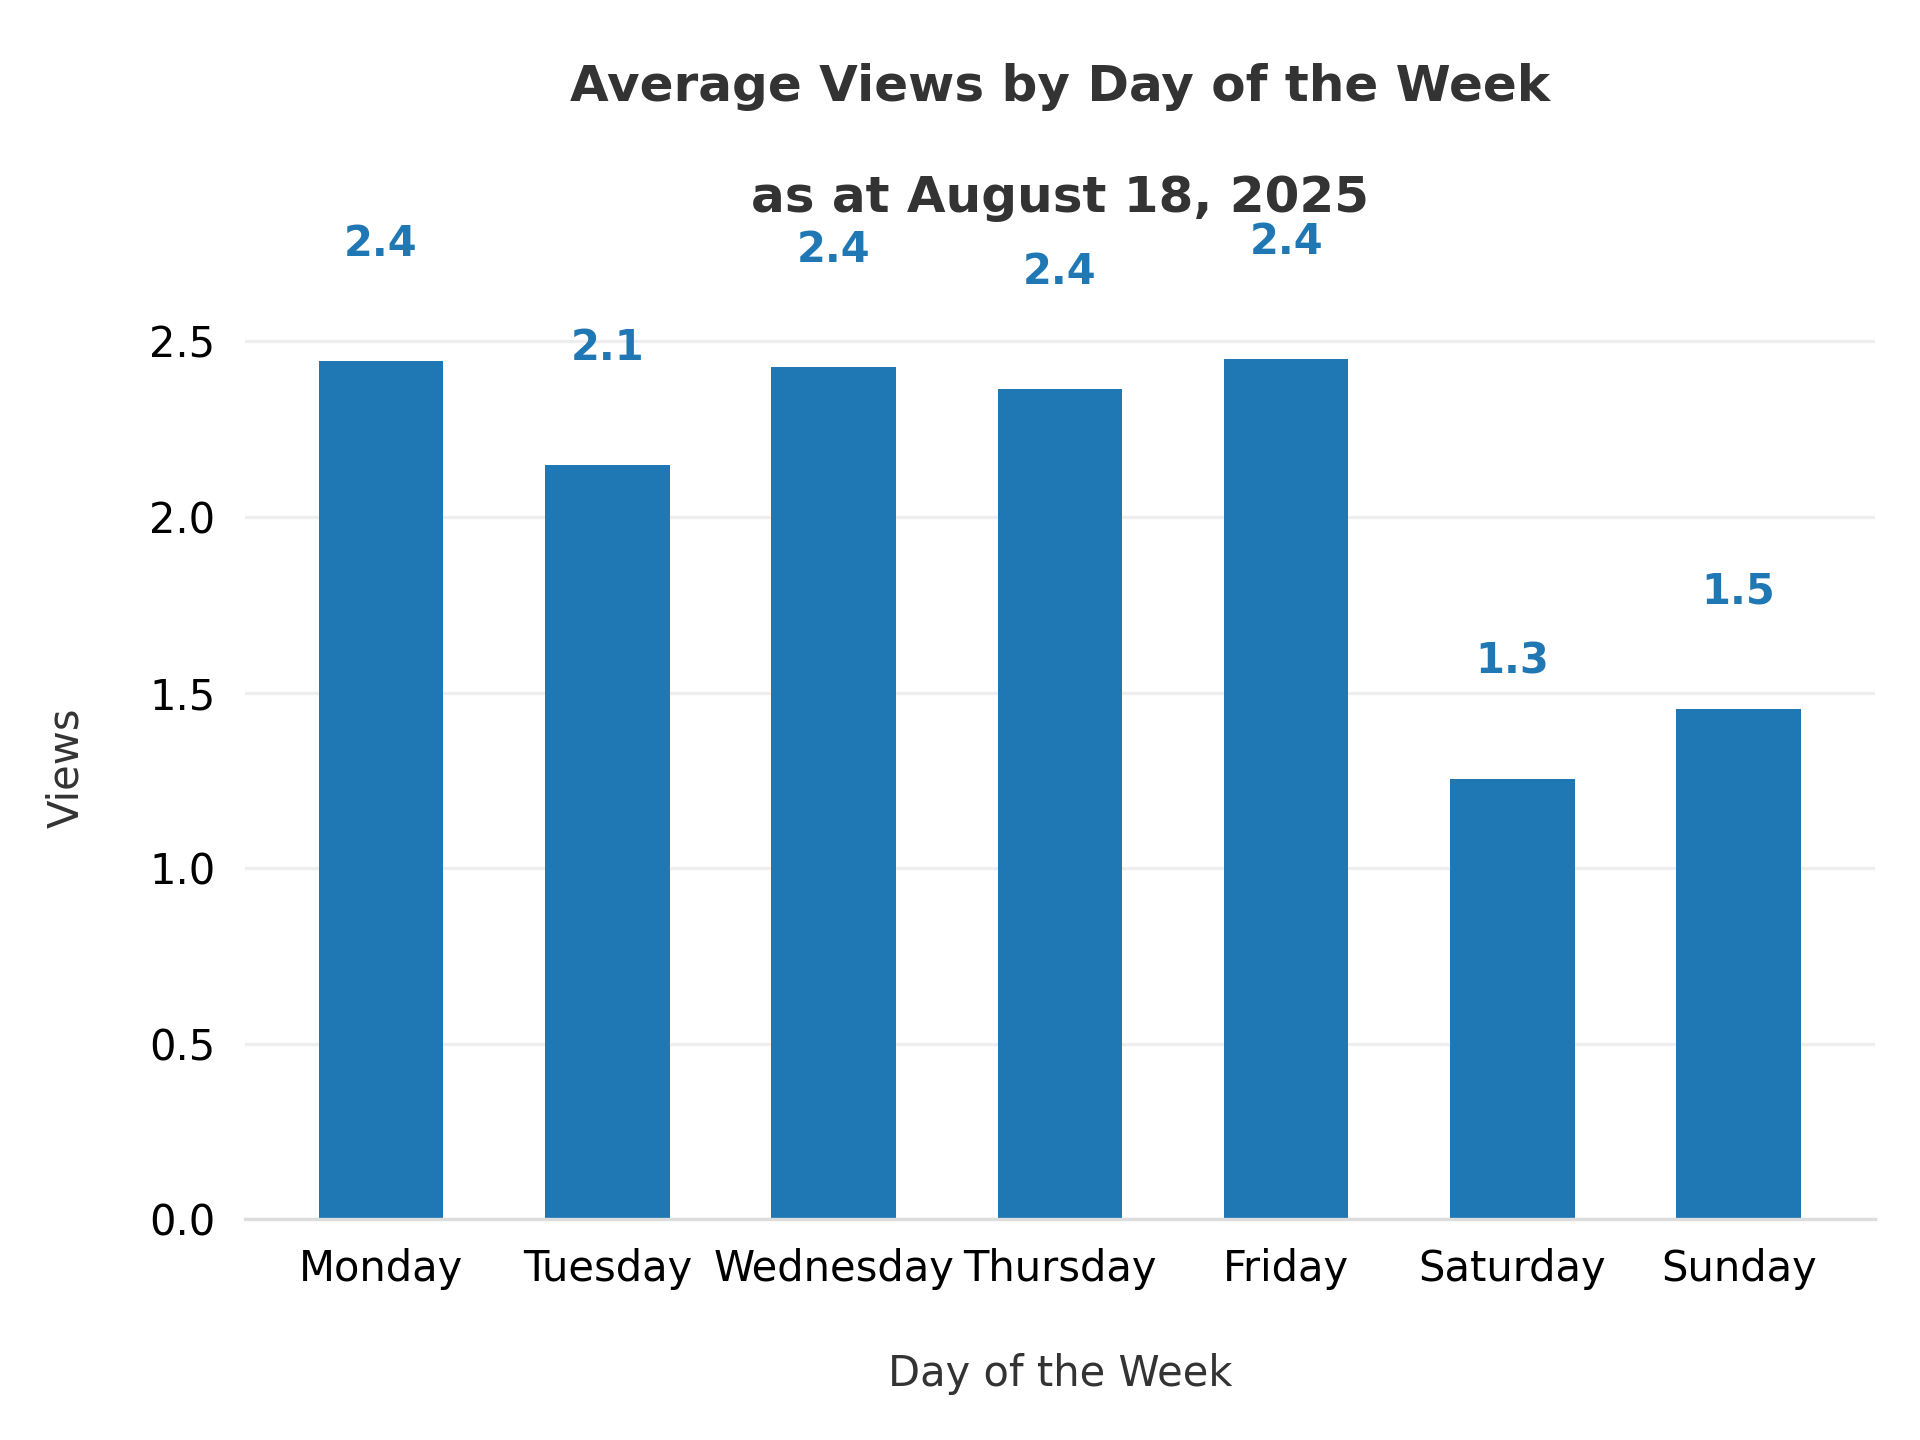 Average Views by Day of the Week
as at August 18, 2025
2.4
2.1
2.4
2.4
2.4
1.3
1.5
2.5
2.0
1.5
1.0
0.5
0.0
Views
Monday Tuesday Wednesday Thursday Friday Saturday Sunday
Day of the Week